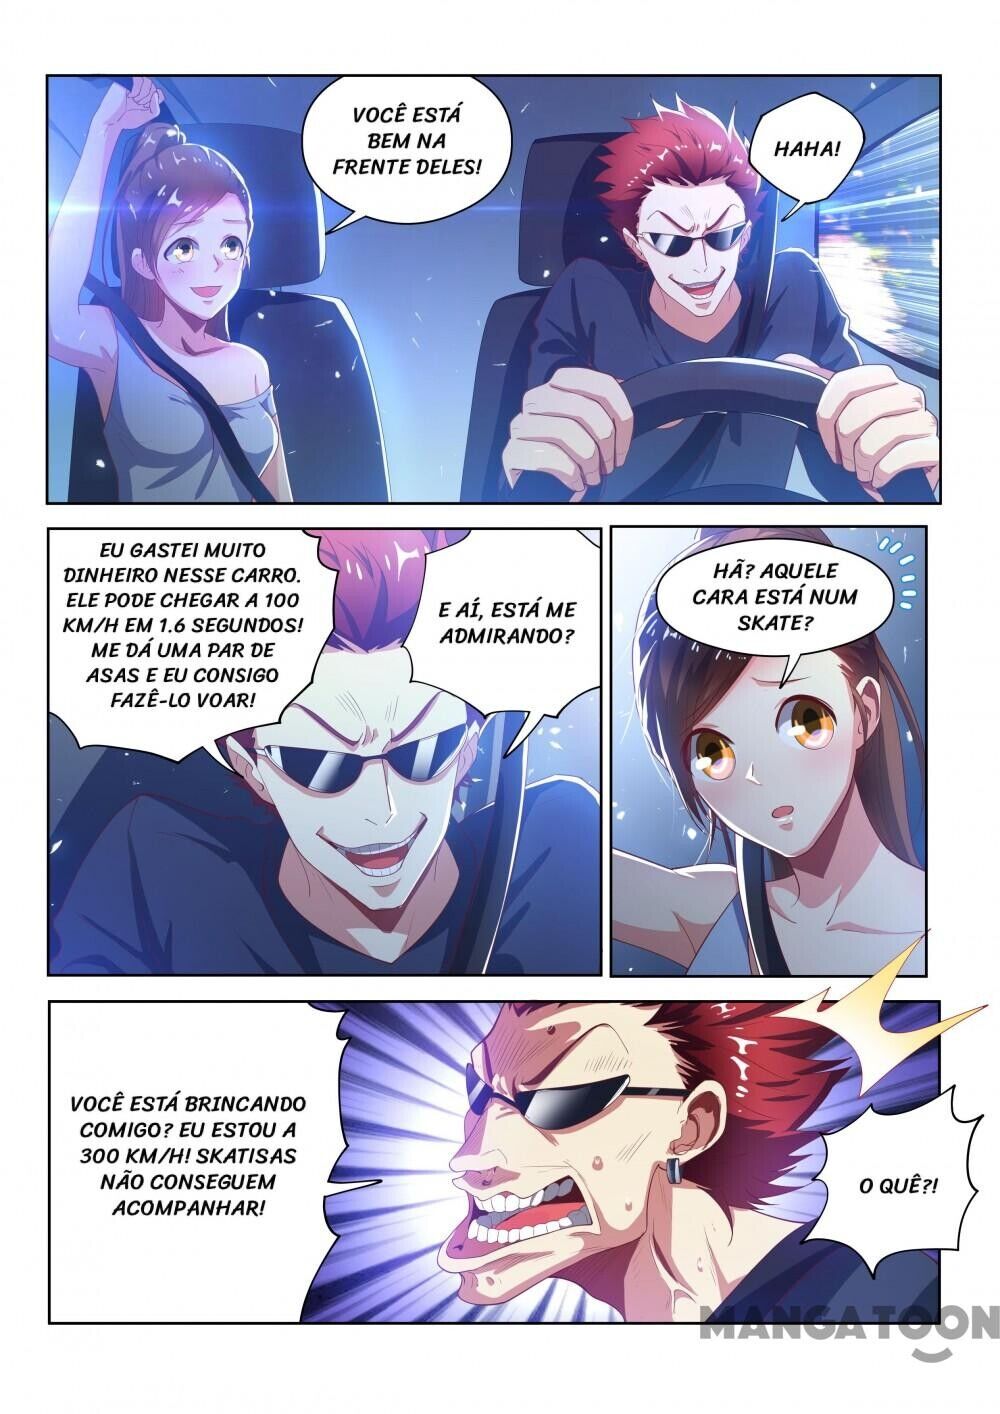 VOCÊ ESTÁ
BEM NA
FRENTE DELES!
HAHA!
EU GASTEI MUITO
DINHEIRO NESSE CARRO.
ELE PODE CHEGAR A 100
KM/H EM 1.6 SEGUNDOS!
ME DÁ UMA PAR DE
ASAS E EU CONSIGO
FAZÊ-LO VOAR!
E AÍ, ESTÁ ME
ADMIRANDO?
HÃ? AQUELE
CARA ESTÁ NUM
SKATE?
VOCÊ ESTÁ BRINCANDO
COMIGO? EU ESTOU A
300 KM/H! SKATISAS
NÃO CONSEGUEM
ACOMPANHAR!
O QUÊ?!
MANGATOON